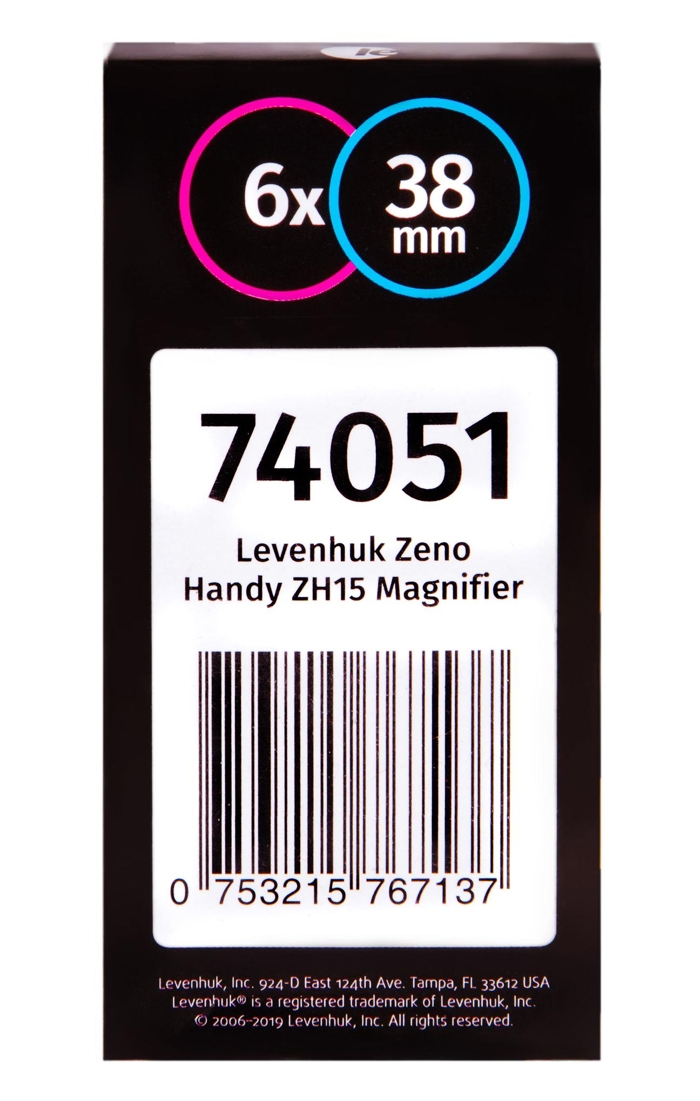 6x
38
mm
74051
Levenhuk Zeno
Handy ZH15 Magnifier
0 753215 767137
Levenhuk, Inc. 924-D East 124th Ave. Tampa, FL 33612 USA
Levenhuk® is a registered trademark of Levenhuk, Inc.
© 2006–2019 Levenhuk, Inc. All rights reserved.